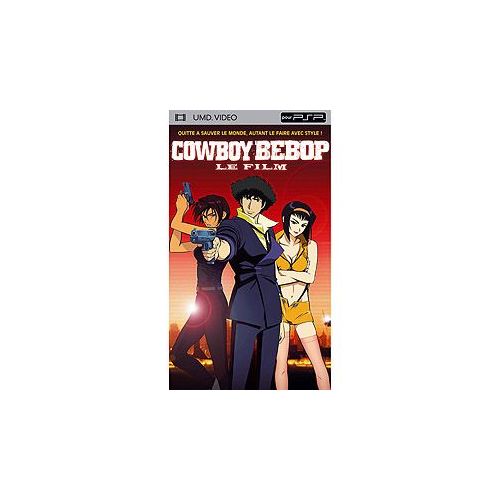 UMD. VIDEO pour PSP
QUITTE A SAUVER LE MONDE, AUTANT LE FAIRE AVEC STYLE !
COWBOY BEBOP
LE FILM